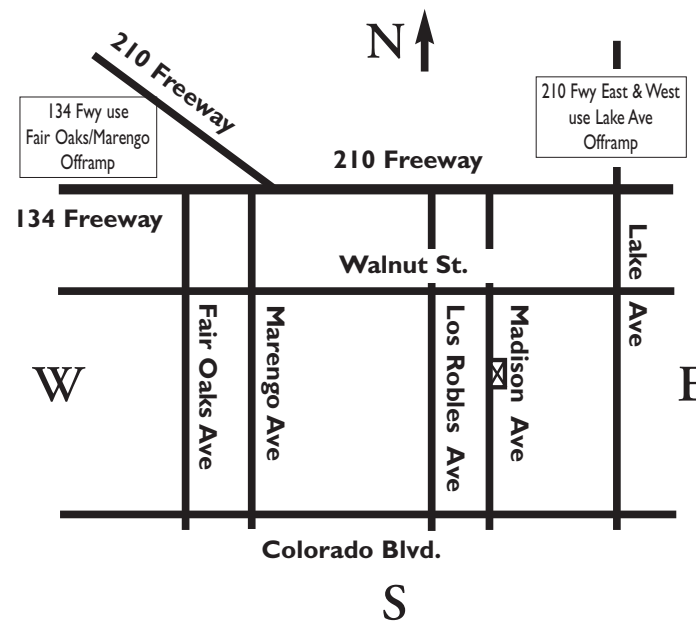 N
210 Freeway
134 Fwy use
Fair Oaks/Marengo
Offramp
210 Fwy East & West
use Lake Ave
Offramp
210 Freeway
134 Freeway
Walnut St.
Lake Ave
Fair Oaks Ave
Marengo Ave
Los Robles Ave
Madison Ave
W
E
Colorado Blvd.
S